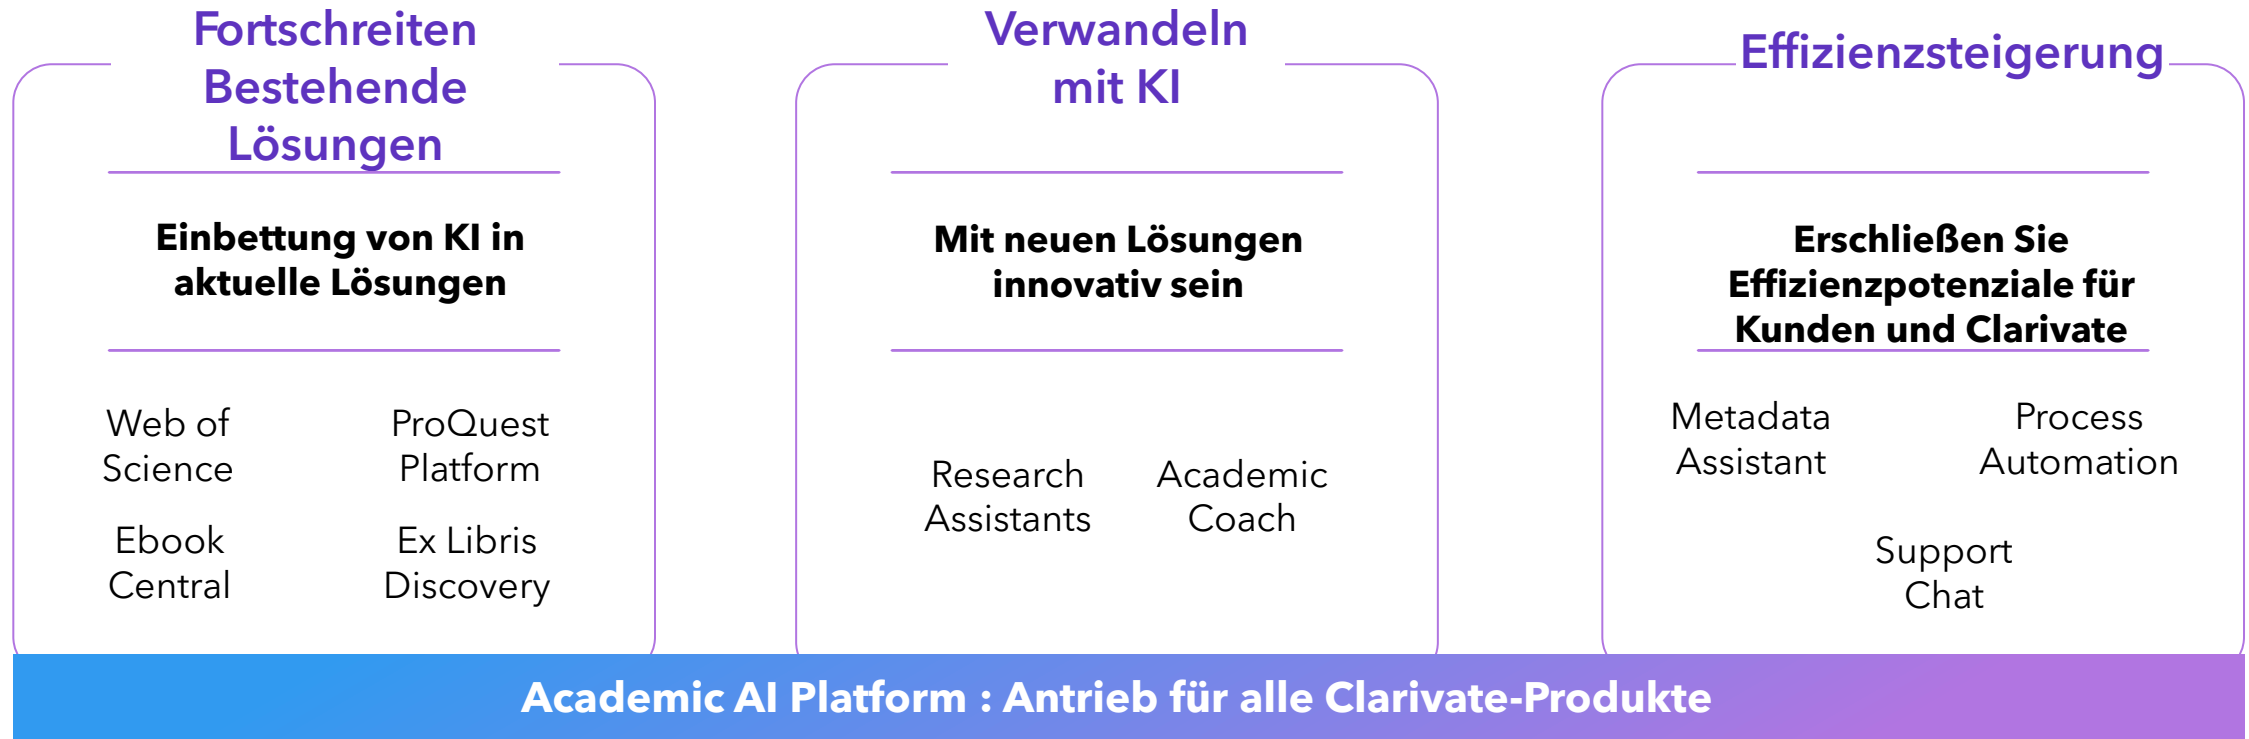 Fortschreiten
Bestehende
Lösungen
Einbettung von KI in
aktuelle Lösungen
Web of
Science
ProQuest
Platform
Ebook
Central
Ex Libris
Discovery
Verwandeln
mit KI
Mit neuen Lösungen
innovativ sein
Research
Assistants
Academic
Coach
Effizienzsteigerung
Erschließen Sie
Effizienzpotenziale für
Kunden und Clarivate
Metadata
Assistant
Process
Automation
Support
Chat
Academic AI Platform : Antrieb für alle Clarivate-Produkte